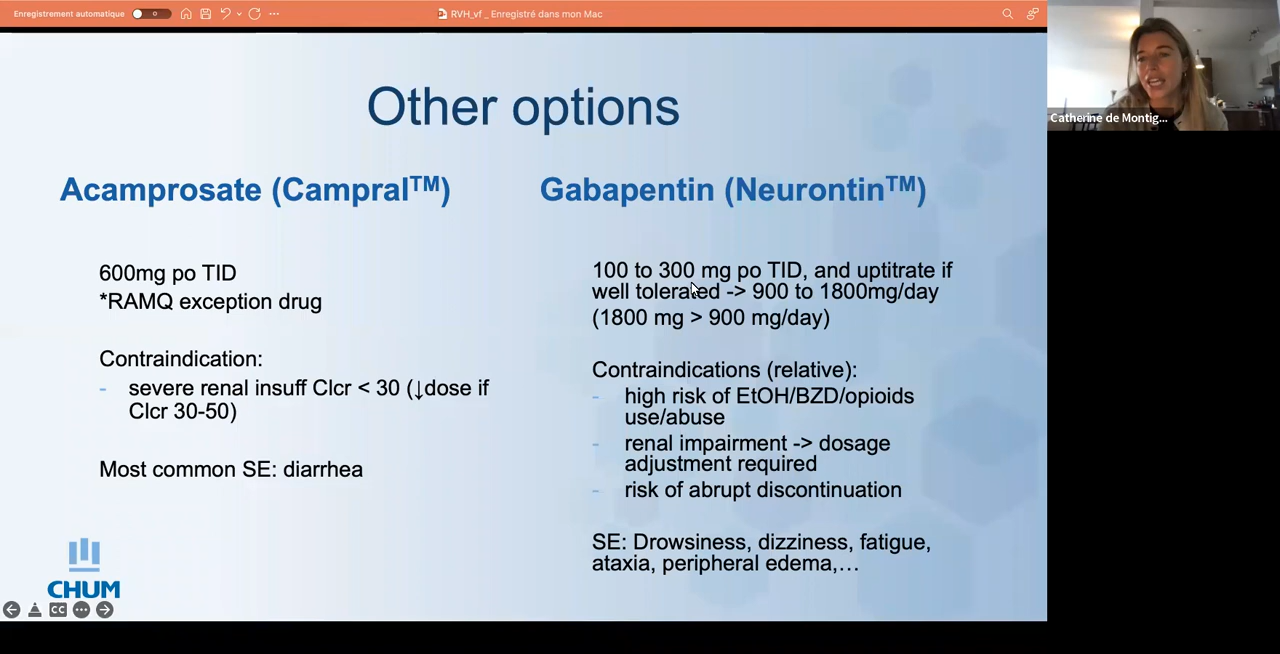 Enregistrement automatique
RVH_vf _ Enregistré dans mon Mac
Catherine de Montig...
Other options
Acamprosate (Campral™)
600mg po TID
*RAMQ exception drug
Contraindication:
- severe renal insuff Clcr < 30 (↓dose if
Clcr 30-50)
Most common SE: diarrhea
Gabapentin (Neurontin™)
100 to 300 mg po TID, and uptitrate if
well tolerated -> 900 to 1800mg/day
(1800 mg > 900 mg/day)
Contraindications (relative):
- high risk of EtOH/BZD/opioids
use/abuse
- renal impairment -> dosage
adjustment required
- risk of abrupt discontinuation
SE: Drowsiness, dizziness, fatigue,
ataxia, peripheral edema,…
CHUM
CC